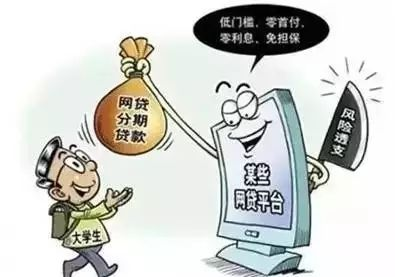 低门槛、零首付、
零利息、免担保
网贷
分期
贷款
风险透支
某些
网贷平台
大学生